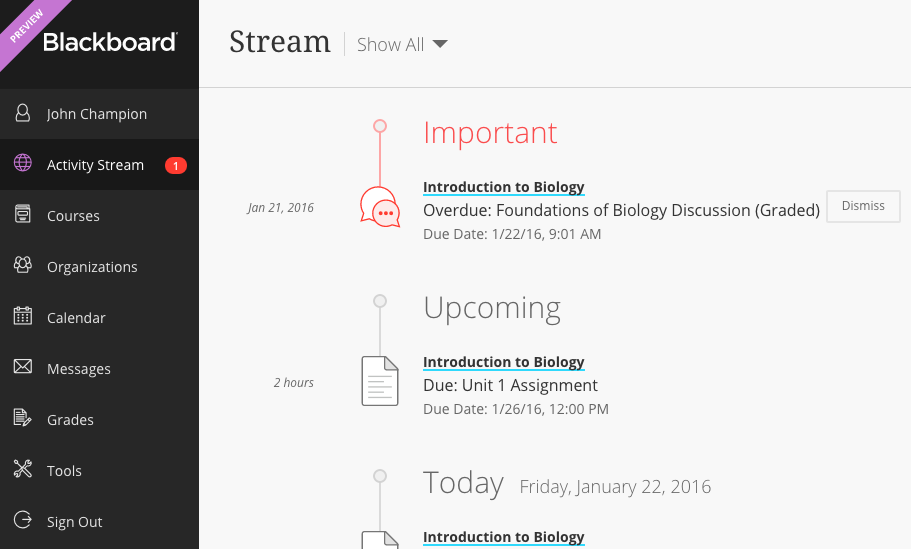 PREVIEW
Blackboard
John Champion
Activity Stream 1
Courses
Organizations
Calendar
Messages
Grades
Tools
Sign Out
Stream Show All
Important
Jan 21, 2016
Introduction to Biology
Overdue: Foundations of Biology Discussion (Graded)
Due Date: 1/22/16, 9:01 AM
Dismiss
Upcoming
2 hours
Introduction to Biology
Due: Unit 1 Assignment
Due Date: 1/26/16, 12:00 PM
Today Friday, January 22, 2016
Introduction to Biology